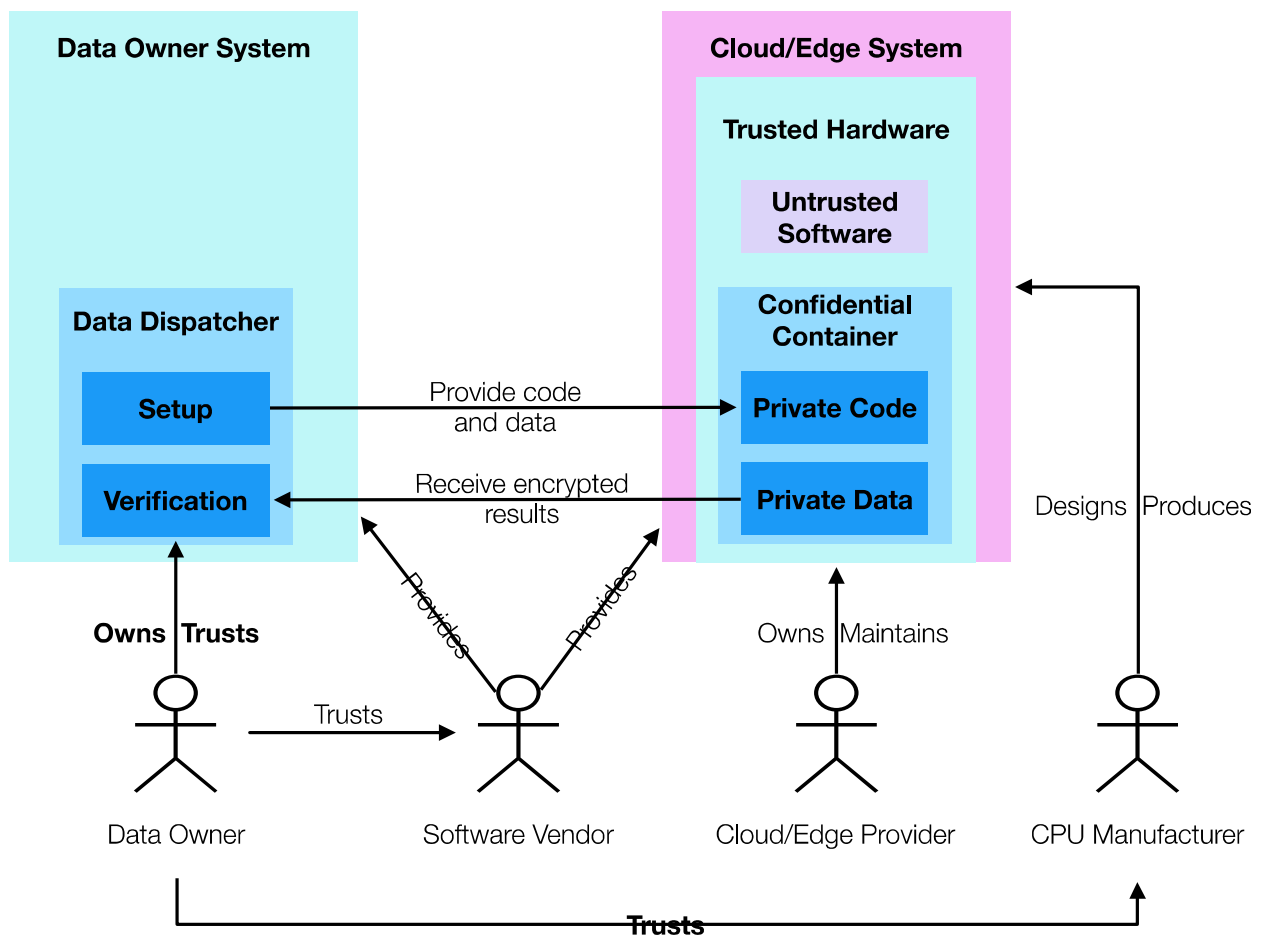 Data Owner System
Cloud/Edge System
Trusted Hardware
Untrusted
Software
Data Dispatcher
Confidential
Container
Setup
Provide code
and data
Private Code
Verification
Receive encrypted
results
Private Data
Designs Produces
Provides
Provides
Owns Trusts
Owns Maintains
Trusts
Data Owner
Software Vendor
Cloud/Edge Provider
CPU Manufacturer
Trusts